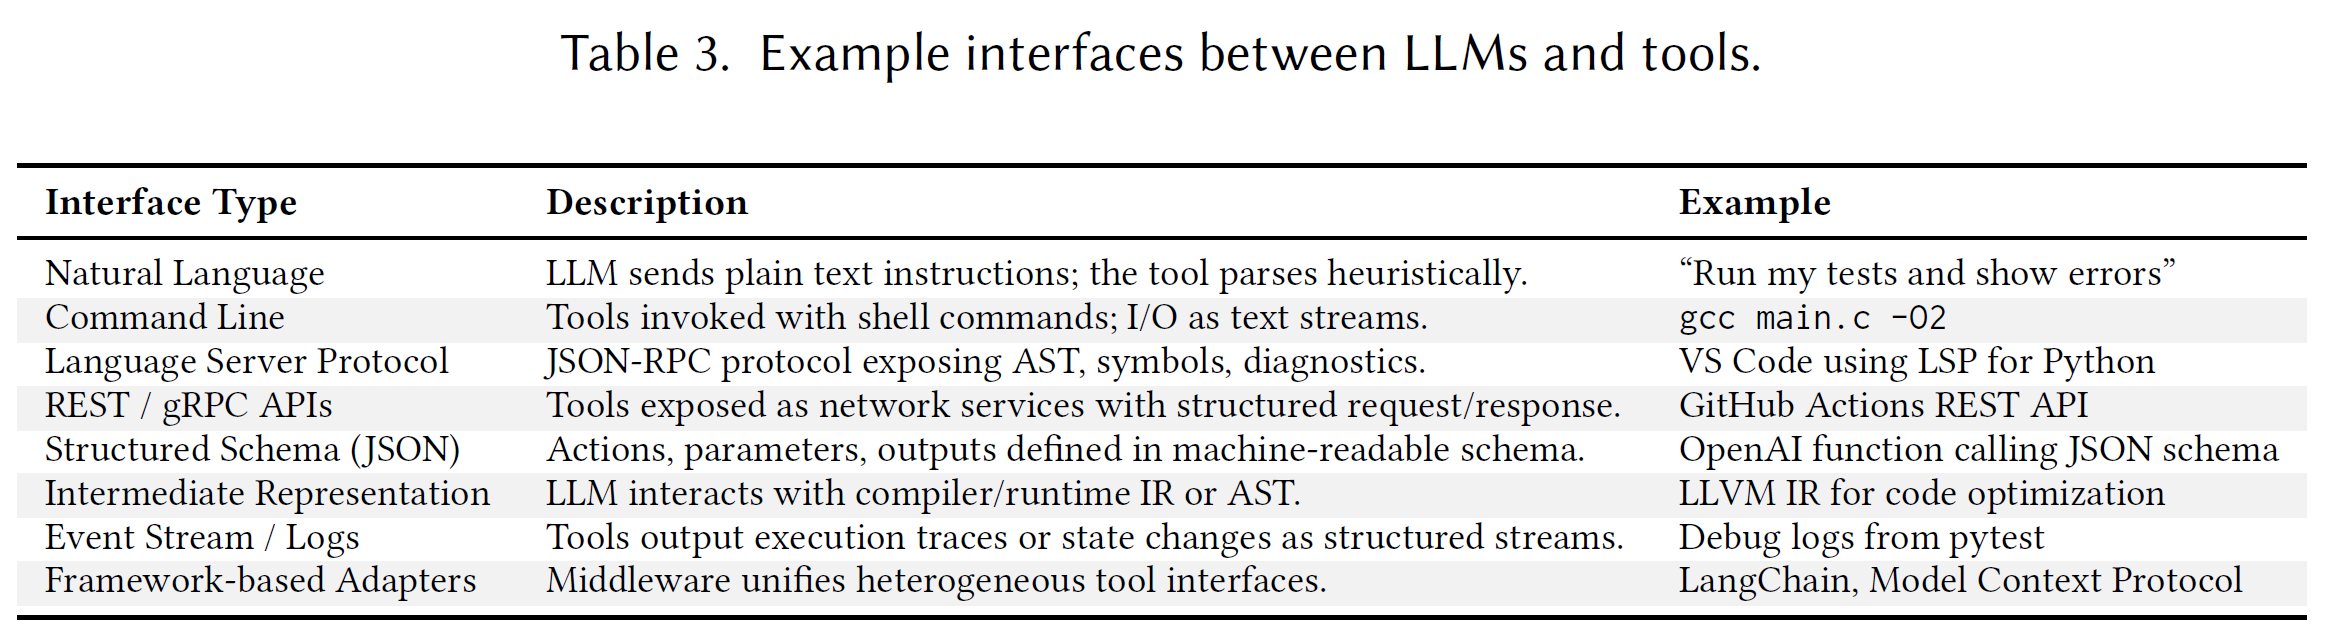 Table 3. Example interfaces between LLMs and tools.
Interface Type Description Example
Natural Language LLM sends plain text instructions; the tool parses heuristically. “Run my tests and show errors”
Command Line Tools invoked with shell commands; I/O as text streams. gcc main.c -O2
Language Server Protocol JSON-RPC protocol exposing AST, symbols, diagnostics. VS Code using LSP for Python
REST / gRPC APIs Tools exposed as network services with structured request/response. GitHub Actions REST API
Structured Schema (JSON) Actions, parameters, outputs defined in machine-readable schema. OpenAI function calling JSON schema
Intermediate Representation LLM interacts with compiler/runtime IR or AST. LLVM IR for code optimization
Event Stream / Logs Tools output execution traces or state changes as structured streams. Debug logs from pytest
Framework-based Adapters Middleware unifies heterogeneous tool interfaces. LangChain, Model Context Protocol